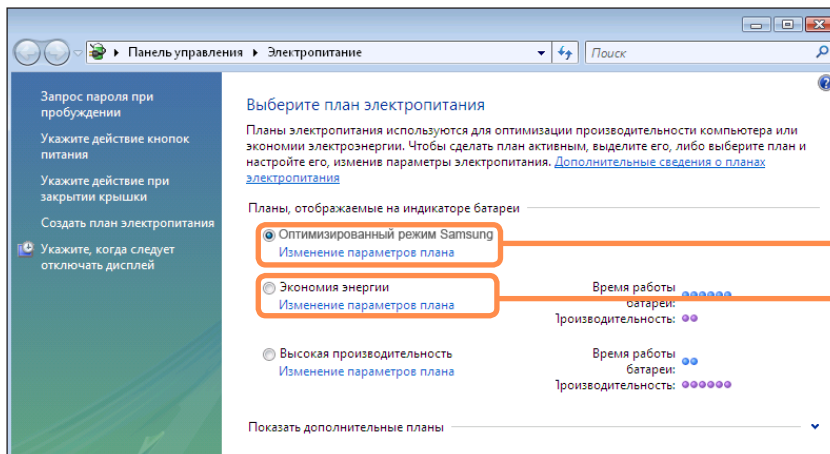 Панель управления ▸ Электропитание
Поиск
Запрос пароля при
пробуждении
Укажите действие кнопок
питания
Укажите действие при
закрытии крышки
Создать план электропитания
Укажите, когда следует
отключать дисплей
Выберите план электропитания
Планы электропитания используются для оптимизации производительности компьютера или
экономии электроэнергии. Чтобы сделать план активным, выделите его, либо выберите план и
настройте его, изменив параметры электропитания. Дополнительные сведения о планах
электропитания
Планы, отображаемые на индикаторе батареи
Оптимизированный режим Samsung
Изменение параметров плана
Экономия энергии
Изменение параметров плана
Время работы
батареи:
Производительность:
Высокая производительность
Изменение параметров плана
Время работы
батареи:
Производительность:
Показать дополнительные планы